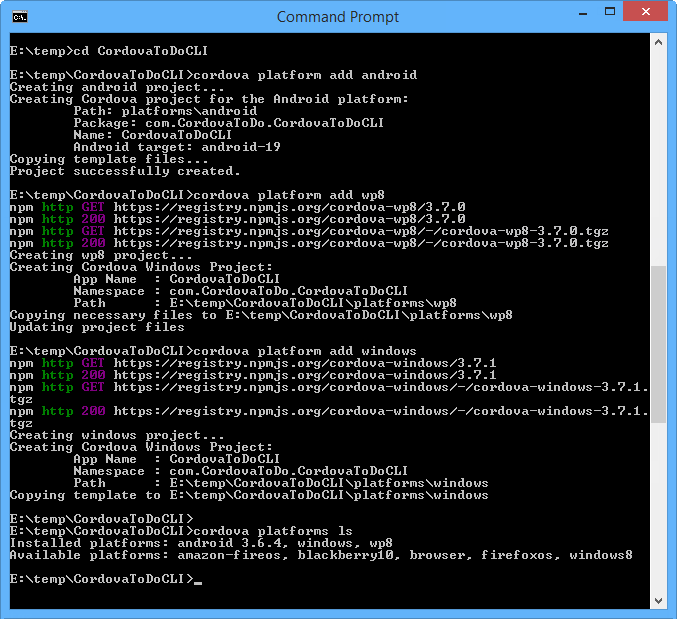 Command Prompt
E:\temp>cd CordovaToDoCLI
E:\temp\CordovaToDoCLI>cordova platform add android
Creating android project...
Creating Cordova project for the Android platform:
Path: platforms\android
Package: com.CordovaToDo.CordovaToDoCLI
Name: CordovaToDoCLI
Android target: android-19
Copying template files...
Project successfully created.
E:\temp\CordovaToDoCLI>cordova platform add wp8
npm http GET https://registry.npmjs.org/cordova-wp8/3.7.0
npm http 200 https://registry.npmjs.org/cordova-wp8/3.7.0
npm http GET https://registry.npmjs.org/cordova-wp8/-/cordova-wp8-3.7.0.tgz
npm http 200 https://registry.npmjs.org/cordova-wp8/-/cordova-wp8-3.7.0.tgz
Creating wp8 project...
Creating Cordova Windows Project:
App Name  : CordovaToDoCLI
Namespace : com.CordovaToDo.CordovaToDoCLI
Path      : E:\temp\CordovaToDoCLI\platforms\wp8
Copying necessary files to E:\temp\CordovaToDoCLI\platforms\wp8
Updating project files
E:\temp\CordovaToDoCLI>cordova platform add windows
npm http GET https://registry.npmjs.org/cordova-windows/3.7.1
npm http 200 https://registry.npmjs.org/cordova-windows/3.7.1
npm http GET https://registry.npmjs.org/cordova-windows/-/cordova-windows-3.7.1.
tgz
npm http 200 https://registry.npmjs.org/cordova-windows/-/cordova-windows-3.7.1.
tgz
Creating windows project...
Creating Cordova Windows Project:
App Name  : CordovaToDoCLI
Namespace : com.CordovaToDo.CordovaToDoCLI
Path      : E:\temp\CordovaToDoCLI\platforms\windows
Copying template to E:\temp\CordovaToDoCLI\platforms\windows
E:\temp\CordovaToDoCLI>
E:\temp\CordovaToDoCLI>cordova platforms ls
Installed platforms: android 3.6.4, windows, wp8
Available platforms: amazon-fireos, blackberry10, browser, firefoxos, windows8
E:\temp\CordovaToDoCLI>_